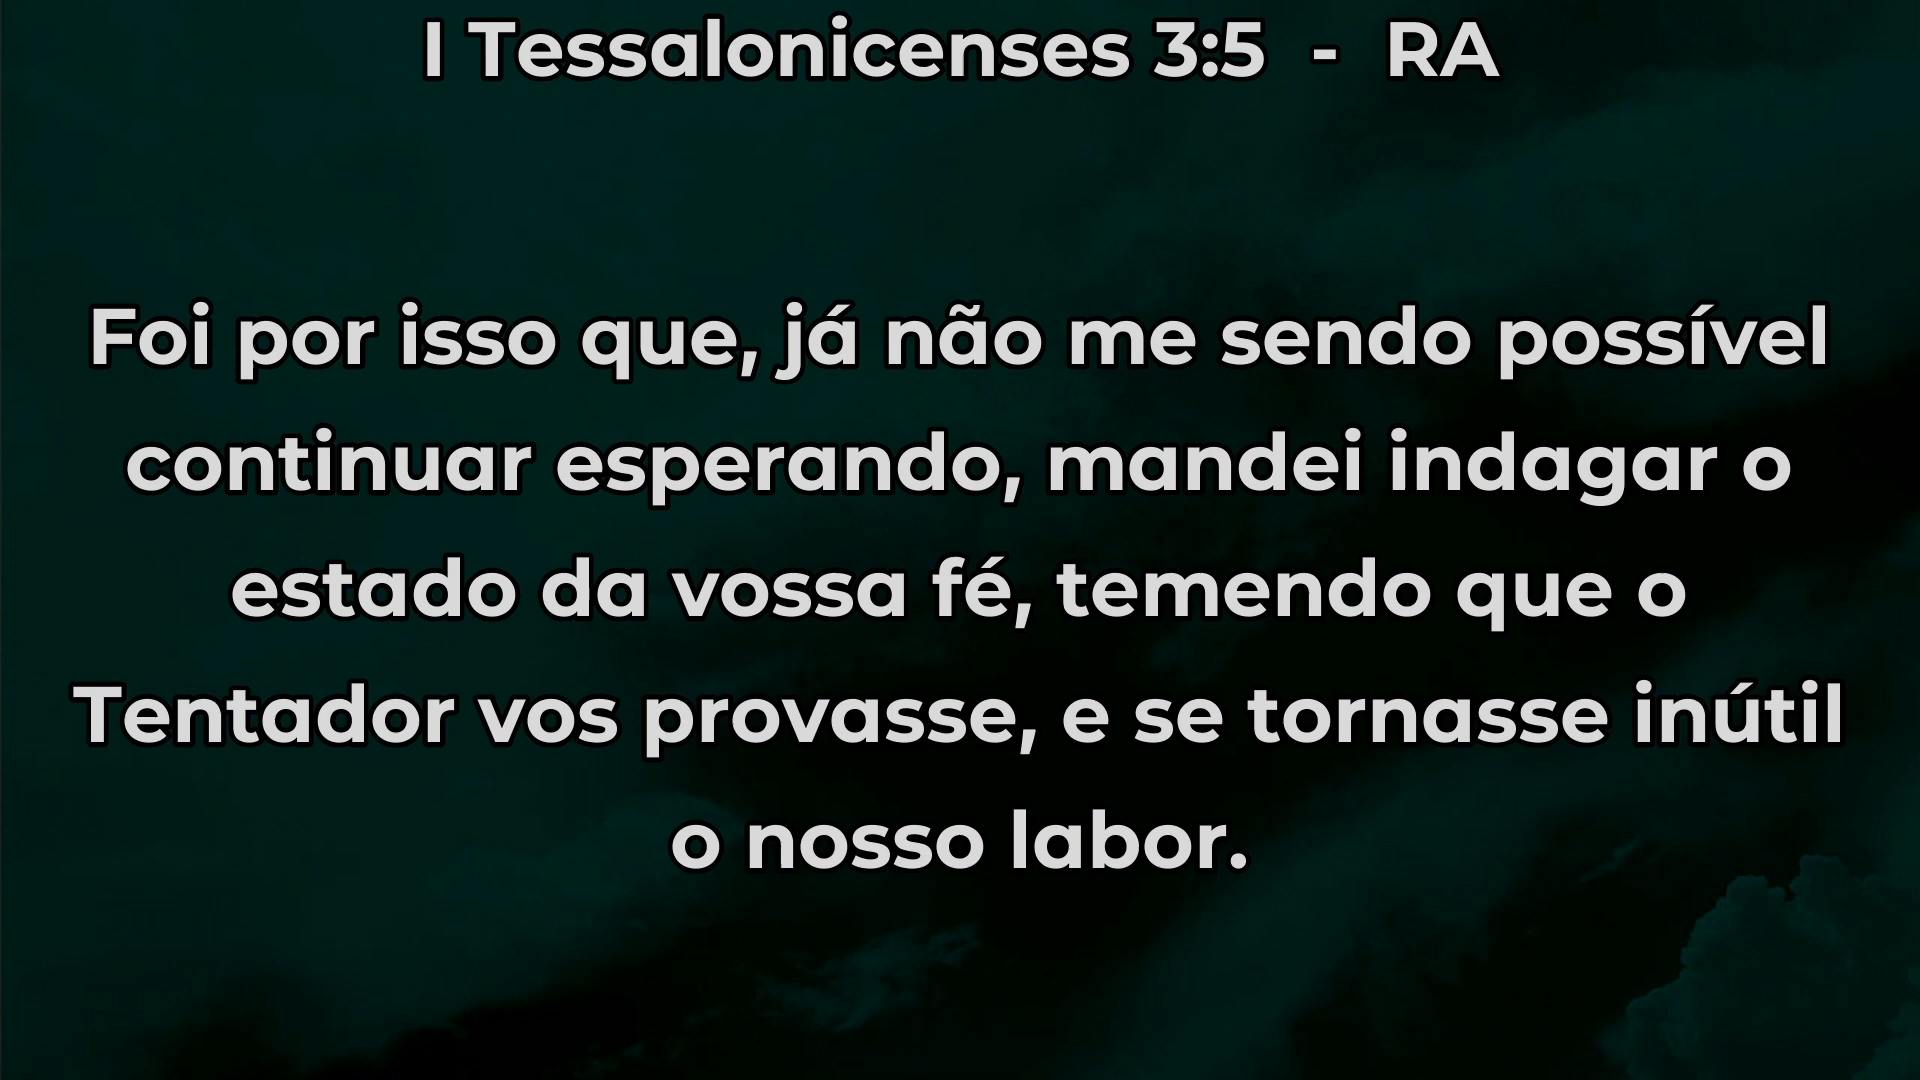 I Tessalonicenses 3:5 - RA
Foi por isso que, já não me sendo possível
continuar esperando, mandei indagar o
estado da vossa fé, temendo que o
Tentador vos provasse, e se tornasse inútil
o nosso labor.